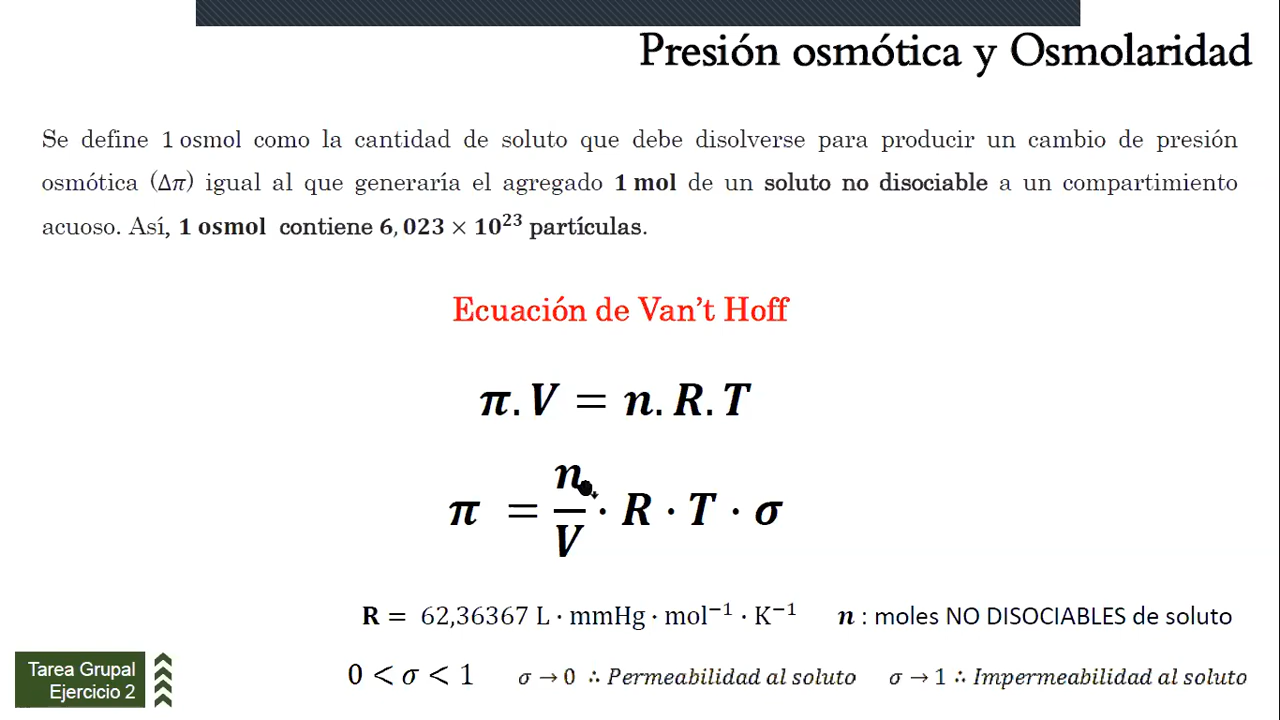 Presión osmótica y Osmolaridad
Se define 1 osmol como la cantidad de soluto que debe disolverse para producir un cambio de presión
osmótica (Δπ) igual al que generaría el agregado 1 mol de un soluto no disociable a un compartimiento
acuoso. Así, 1 osmol contiene 6,023 × 10²³ partículas.
Ecuación de Van't Hoff
π. V = n. R. T
π = n/V · R · T · σ
R = 62,36367 L · mmHg · mol⁻¹ · K⁻¹ n : moles NO DISOCIABLES de soluto
0 < σ < 1 σ → 0 ∴ Permeabilidad al soluto σ → 1 ∴ Impermeabilidad al soluto
Tarea Grupal
Ejercicio 2